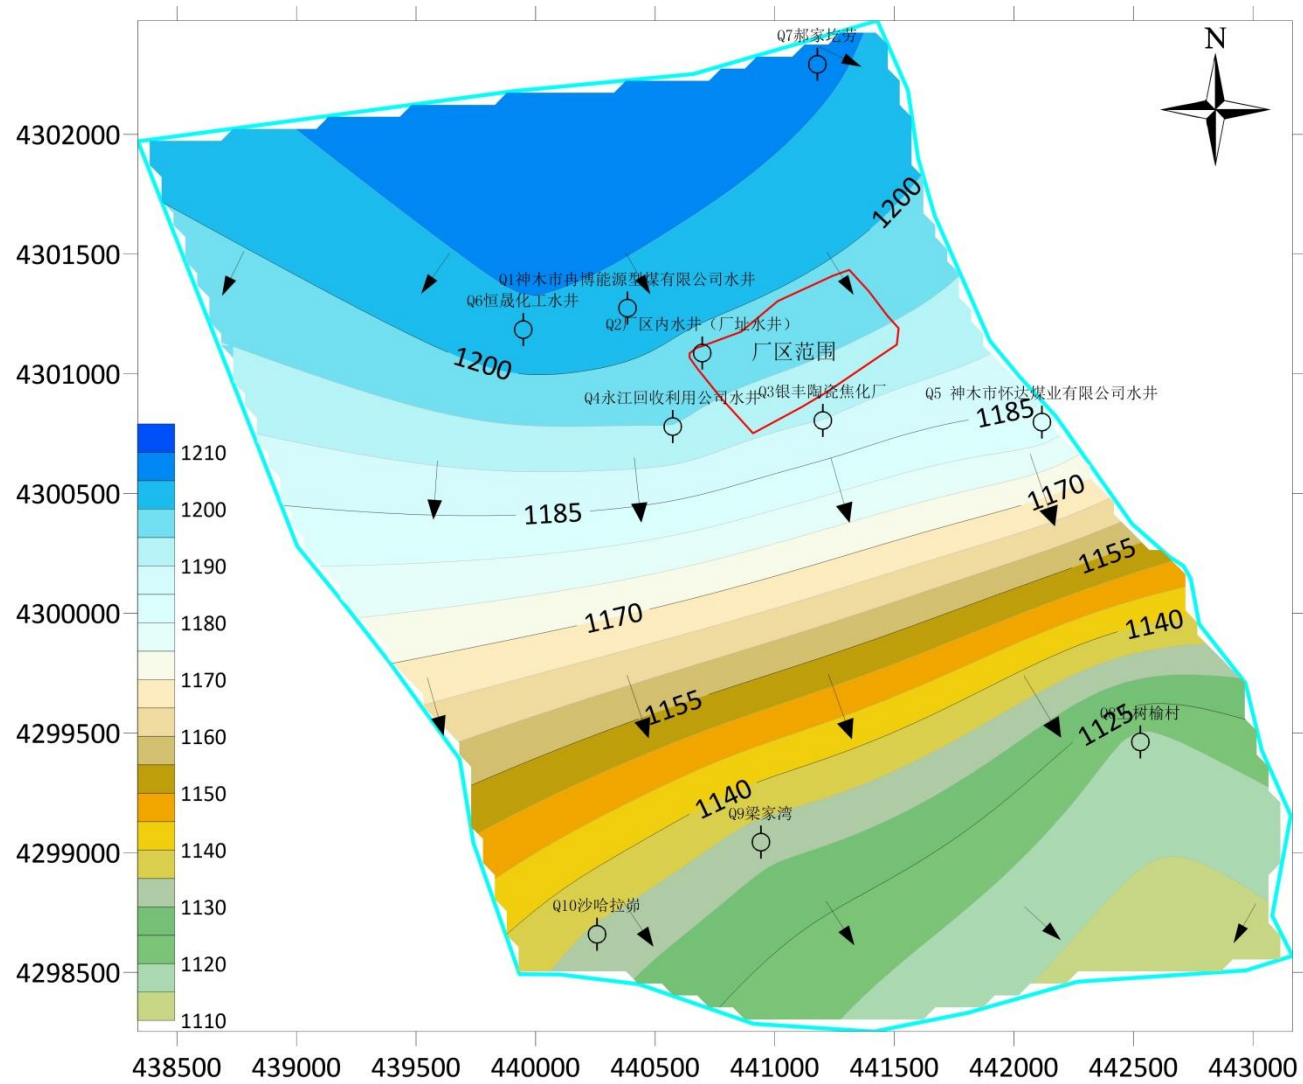 Q7郝家圪劳
N
4302000
1200
4301500
Q1神木市冉博能源型煤有限公司水井
Q6恒晟化工水井
Q2厂区内水井（厂址水井）
厂区范围
1200
4301000
Q3银丰陶瓷焦化厂
Q4永江回收利用公司水井
Q5 神木市怀达煤业有限公司水井
1185
4300500
1185
1170
1155
4300000
1170
1140
4299500
1155
1125
树榆村
1140
Q9梁家湾
4299000
Q10沙哈拉峁
4298500
1210
1200
1190
1180
1170
1160
1150
1140
1130
1120
1110
438500 439000 439500 440000 440500 441000 441500 442000 442500 443000